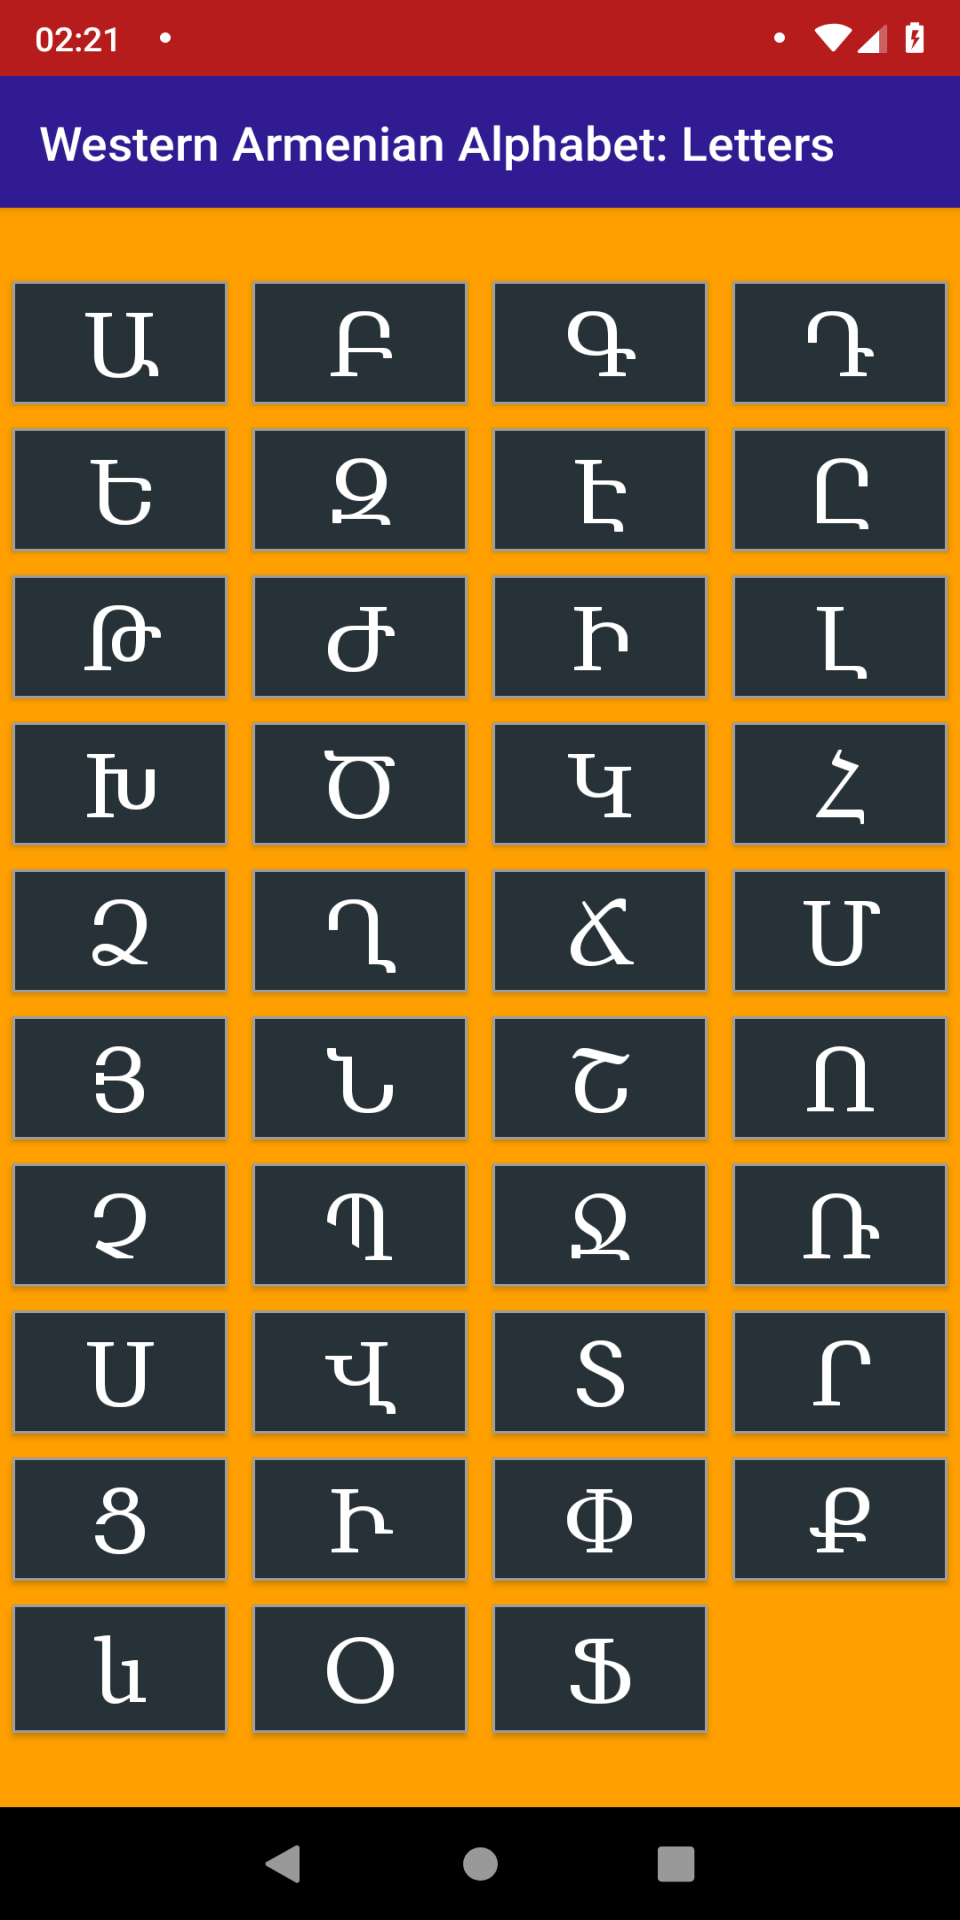 02:21
Western Armenian Alphabet: Letters
Ա Բ Գ Դ
Ե Զ Է Ը
Թ Ժ Ի Լ
Խ Ծ Կ Հ
Ձ Ղ Ճ Մ
Յ Ն Շ Ո
Չ Պ Ջ Ռ
Ս Վ Տ Ր
Ց Ւ Փ Ք
և Օ Ֆ